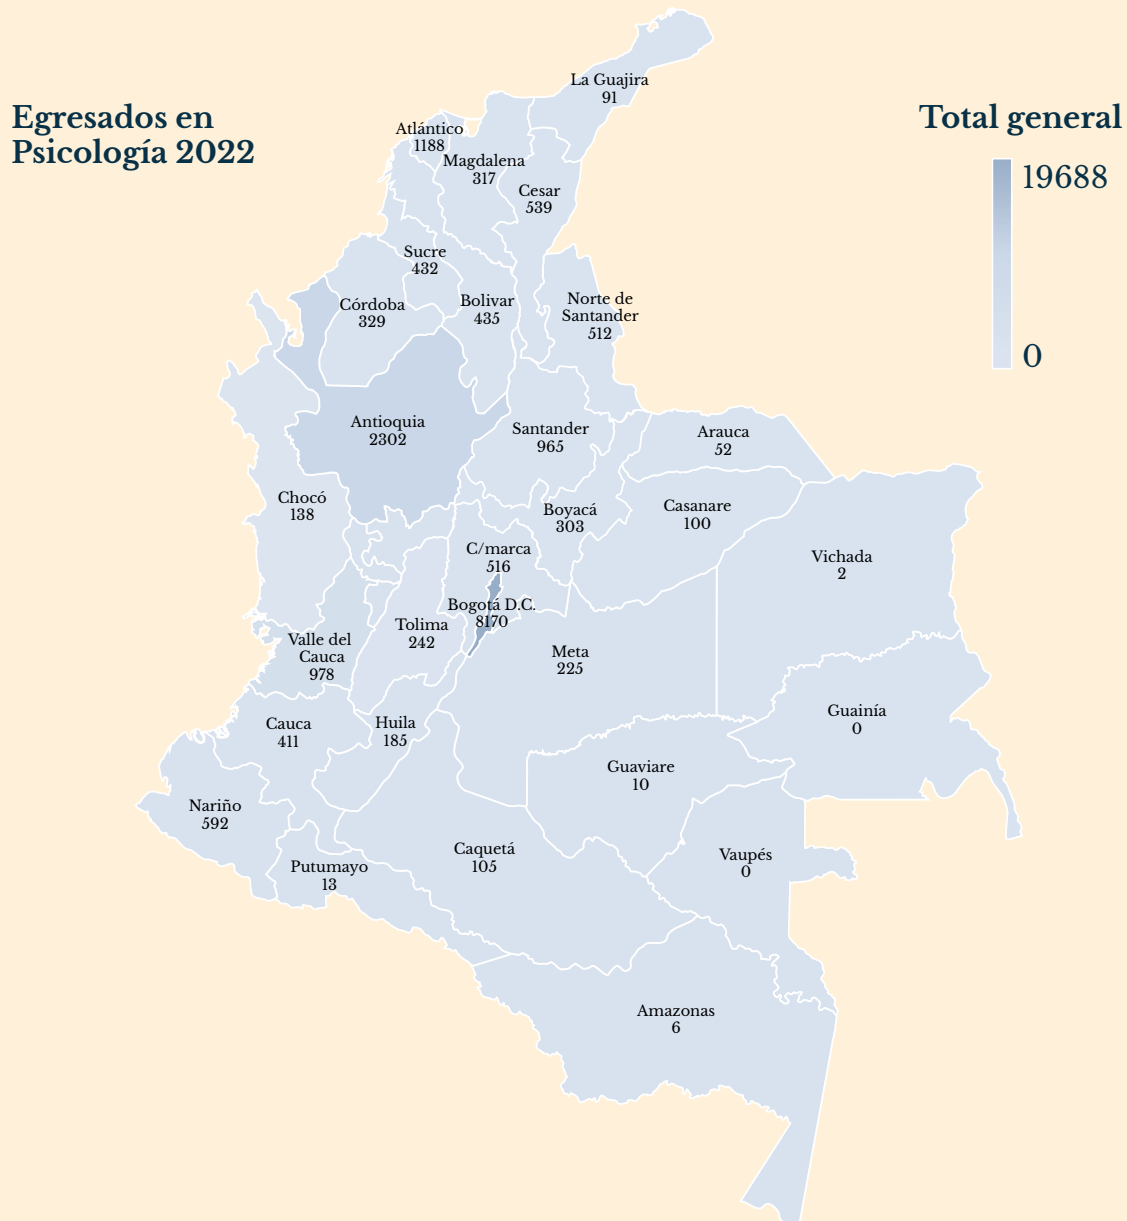 Egresados en
Psicología 2022
Total general
19688
0
La Guajira
91
Atlántico
1188
Magdalena
317
Cesar
539
Sucre
432
Córdoba
329
Bolivar
435
Norte de
Santander
512
Antioquia
2302
Santander
965
Arauca
52
Chocó
138
Boyacá
303
Casanare
100
C/marca
516
Vichada
2
Bogotá D.C.
8170
Tolima
242
Valle del
Cauca
978
Meta
225
Guainía
0
Cauca
411
Huila
185
Guaviare
10
Nariño
592
Caquetá
105
Vaupés
0
Putumayo
13
Amazonas
6